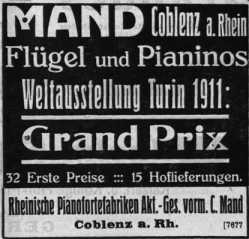 MAND Coblenz a. Rhein
Flügel und Pianinos
Weltausstellung Turin 1911:
Grand Prix
32 Erste Preise ::: 15 Hoflieferungen.
Rheinische Pianofortefabriken Akt.-Ges. vorm. C. Mand
Coblenz a. Rh. [7677